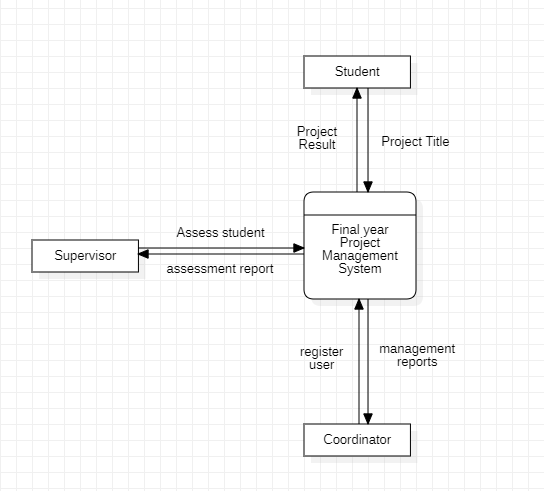 Student
Project
Result
Project Title
Final year
Project
Management
System
Assess student
Supervisor
assessment report
register
user
management
reports
Coordinator